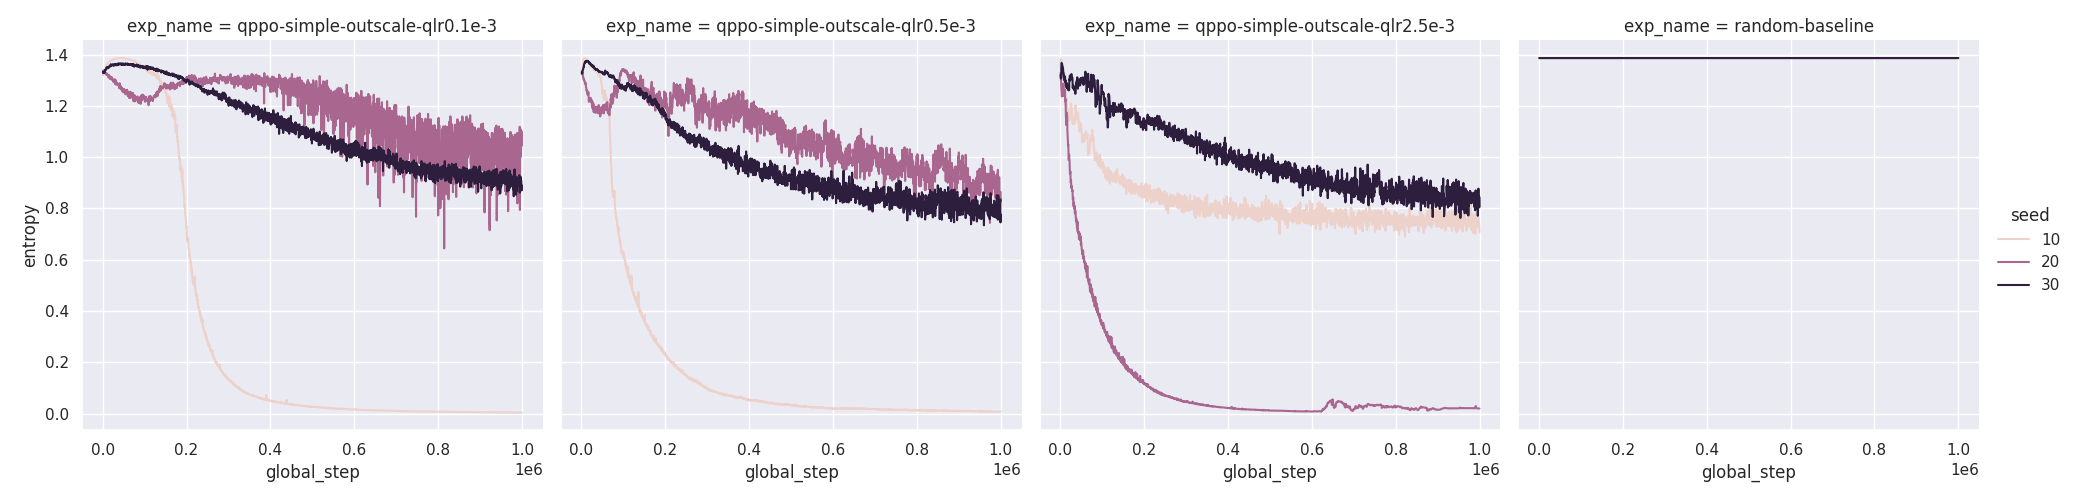 exp_name = qppo-simple-outscale-qlr0.1e-3
exp_name = qppo-simple-outscale-qlr0.5e-3
exp_name = qppo-simple-outscale-qlr2.5e-3
exp_name = random-baseline
1.4
1.2
1.0
0.8
0.6
0.4
0.2
0.0
entropy
0.0 0.2 0.4 0.6 0.8 1.0
1e6
global_step
0.0 0.2 0.4 0.6 0.8 1.0
1e6
global_step
0.0 0.2 0.4 0.6 0.8 1.0
1e6
global_step
0.0 0.2 0.4 0.6 0.8 1.0
1e6
global_step
seed
10
20
30